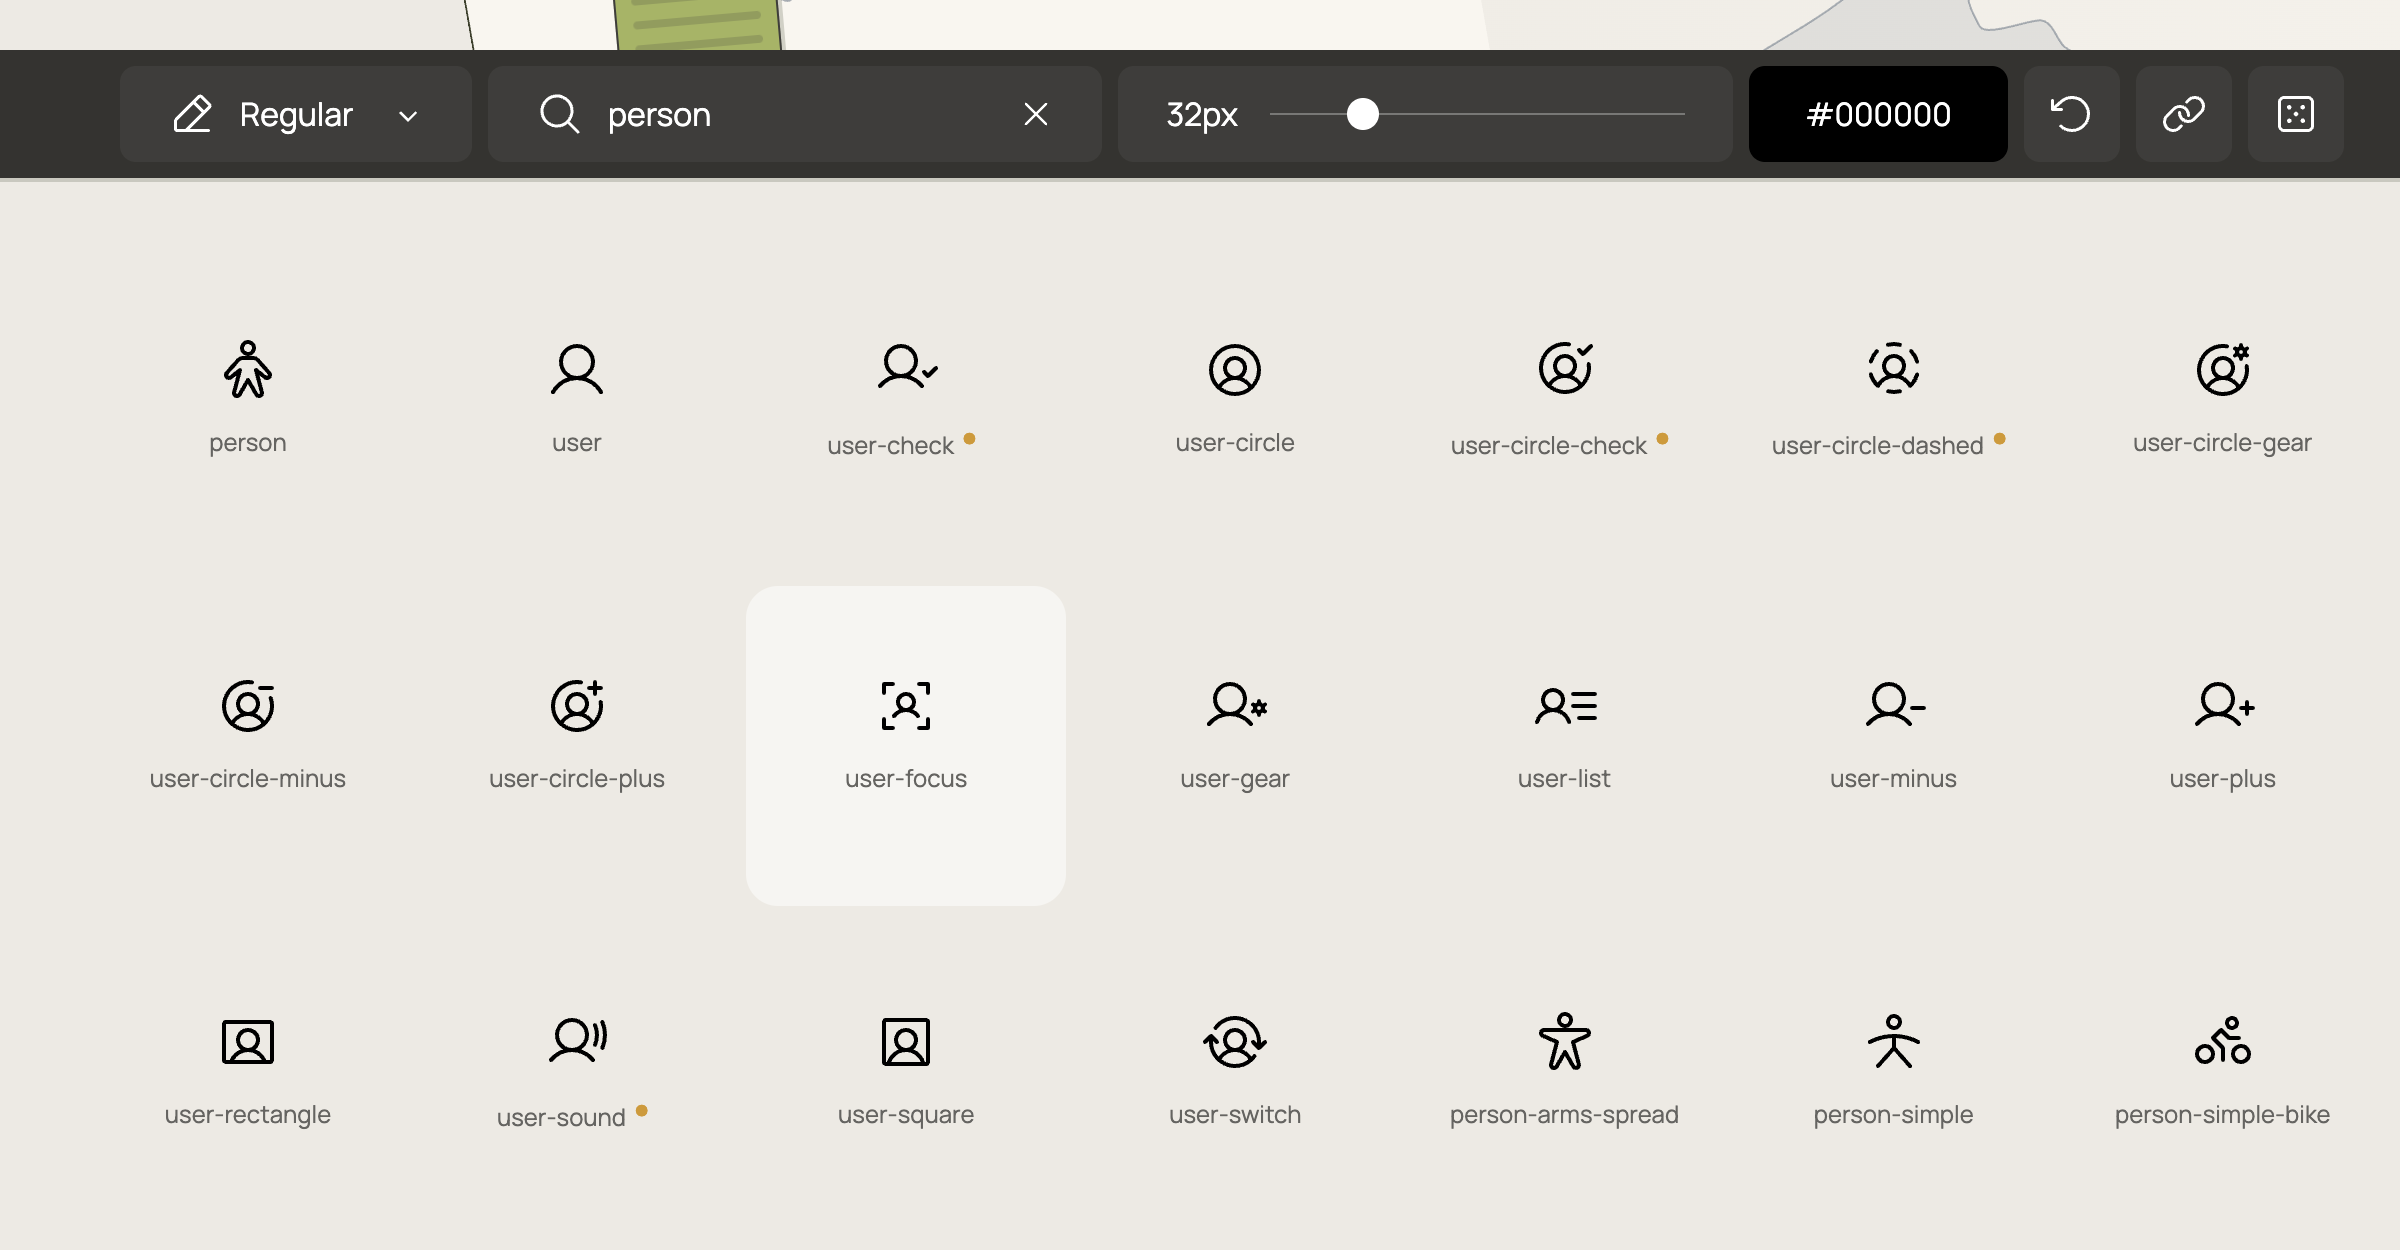 Regular
person
32px
#000000
person
user
user-check
user-circle
user-circle-check
user-circle-dashed
user-circle-gear
user-circle-minus
user-circle-plus
user-focus
user-gear
user-list
user-minus
user-plus
user-rectangle
user-sound
user-square
user-switch
person-arms-spread
person-simple
person-simple-bike